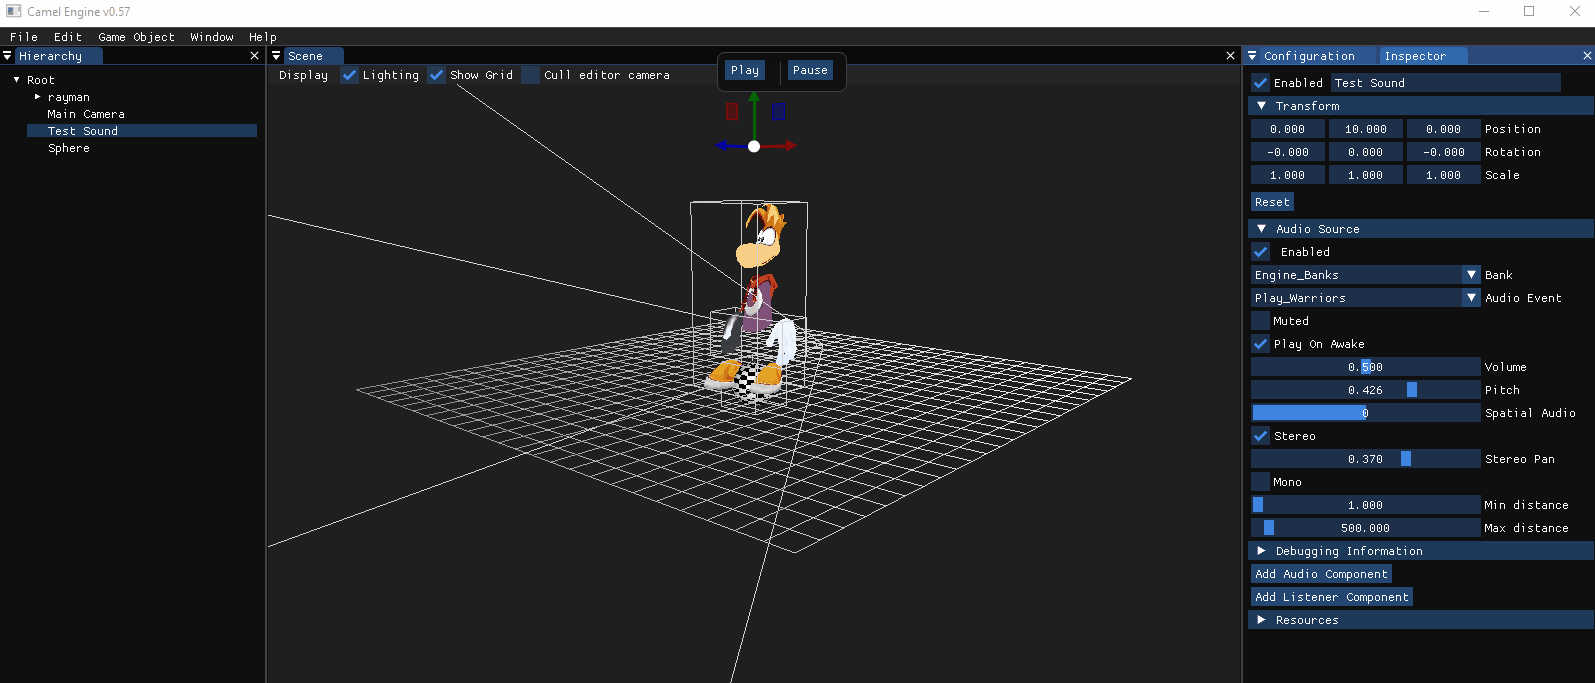 Camel Engine v0.57
File Edit Game Object Window Help
Hierarchy
Root
rayman
Main Camera
Test Sound
Sphere
Scene
Display Lighting Show Grid Cull editor camera
Play Pause
Configuration Inspector
Enabled Test Sound
Transform
0.000 10.000 0.000 Position
-0.000 0.000 -0.000 Rotation
1.000 1.000 1.000 Scale
Reset
Audio Source
Enabled
Engine_Banks Bank
Play_Warriors Audio Event
Muted
Play On Awake
0.500 Volume
0.426 Pitch
0 Spatial Audio
Stereo
0.370 Stereo Pan
Mono
1.000 Min distance
500.000 Max distance
Debugging Information
Add Audio Component
Add Listener Component
Resources